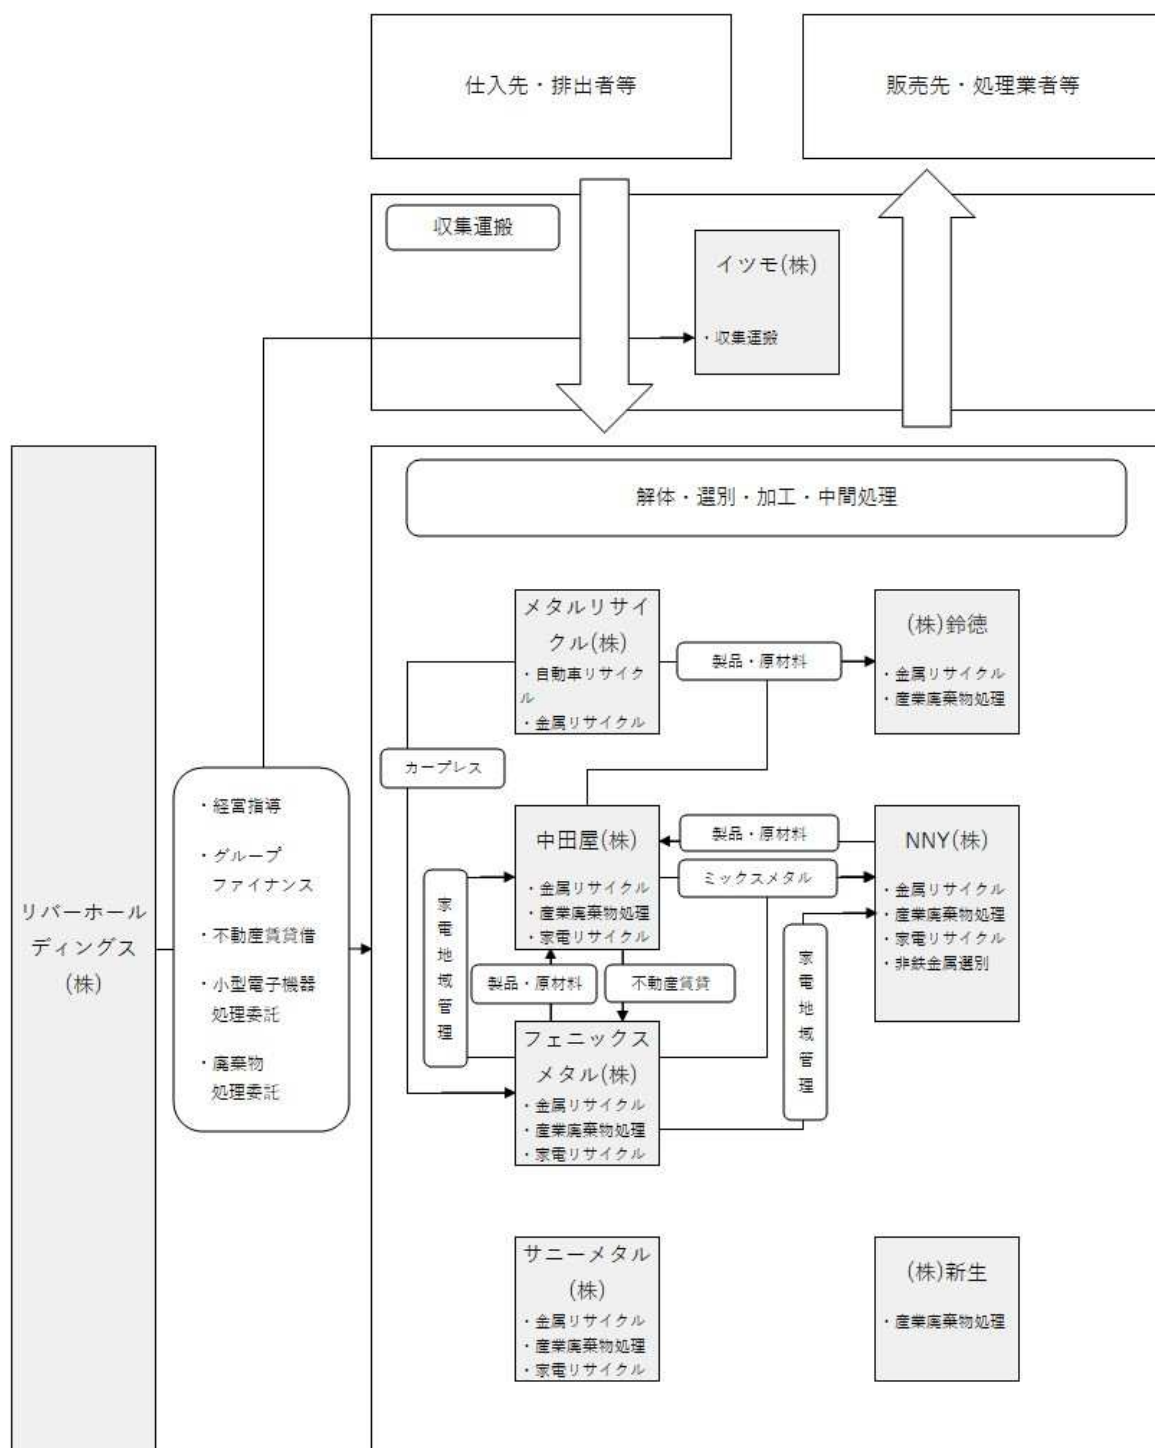 仕入先・排出者等
販売先・処理業者等
収集運搬
イツモ(株)
・収集運搬
解体・選別・加工・中間処理
メタルリサイ
クル(株)
・自動車リサイク
ル
・金属リサイクル
製品・原材料
(株)鈴徳
・金属リサイクル
・産業廃棄物処理
カープレス
リバーホール
ディングス
(株)
・経営指導
・グループ
ファイナンス
・不動産賃貸借
・小型電子機器
処理委託
・廃棄物
処理委託
中田屋(株)
・金属リサイクル
・産業廃棄物処理
・家電リサイクル
製品・原材料
ミックスメタル
NNY(株)
・金属リサイクル
・産業廃棄物処理
・家電リサイクル
・非鉄金属選別
家電地域管理
製品・原材料
不動産賃貸
家電地域管理
フェニックス
メタル(株)
・金属リサイクル
・産業廃棄物処理
・家電リサイクル
サニーメタル
(株)
・金属リサイクル
・産業廃棄物処理
・家電リサイクル
(株)新生
・産業廃棄物処理